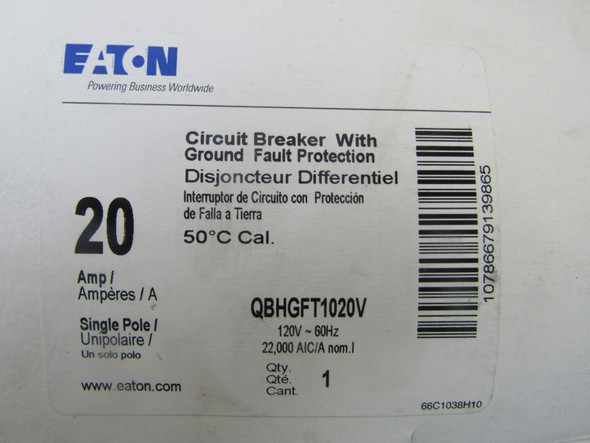 EATON
Powering Business Worldwide
Circuit Breaker With
Ground Fault Protection
Disjoncteur Differentiel
Interruptor de Circuito con Protección
de Falla a Tierra
50°C Cal.
20
Amp /
Ampères / A
Single Pole /
Unipolaire /
Un solo polo
www.eaton.com
QBHGFT1020V
120V ~ 60Hz
22,000 AIC/A nom.I
Qty.
Qté. 1
Cant.
10786679139865
66C1038H10